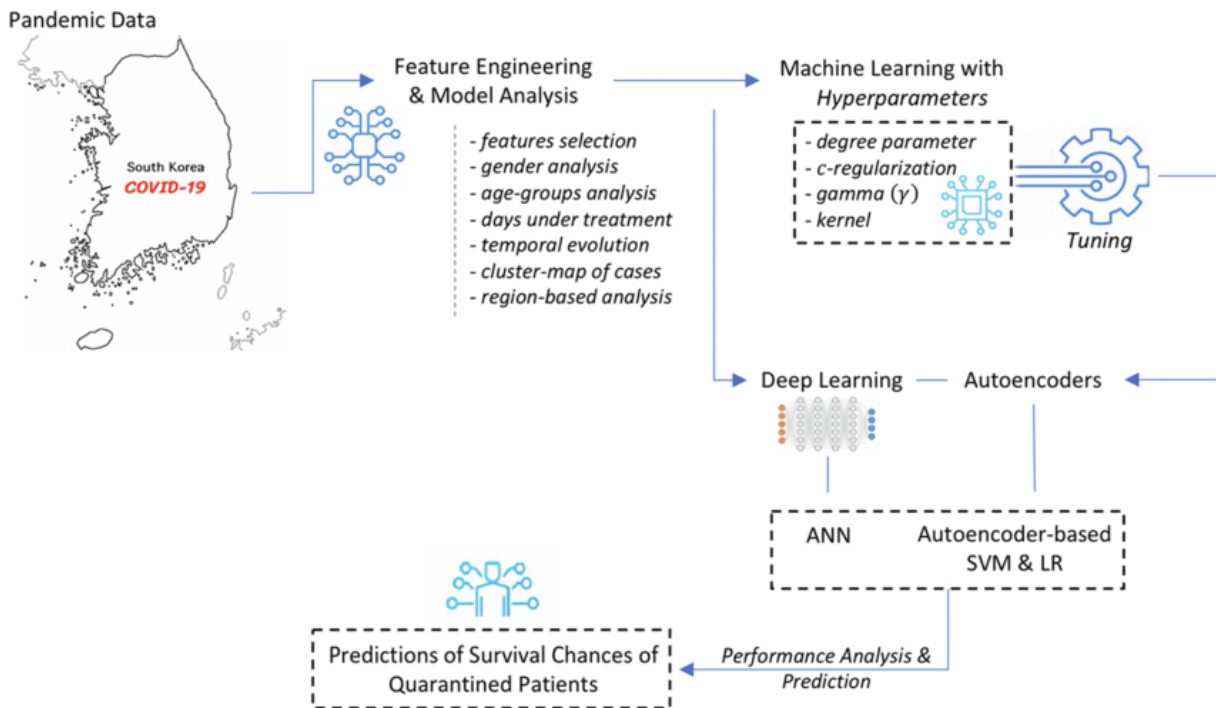 Pandemic Data
South Korea
COVID-19
Feature Engineering
& Model Analysis
- features selection
- gender analysis
- age-groups analysis
- days under treatment
- temporal evolution
- cluster-map of cases
- region-based analysis
Machine Learning with
Hyperparameters
- degree parameter
- c-regularization
- gamma (γ)
- kernel
Tuning
Deep Learning
Autoencoders
ANN
Autoencoder-based
SVM & LR
Performance Analysis &
Prediction
Predictions of Survival Chances of
Quarantined Patients